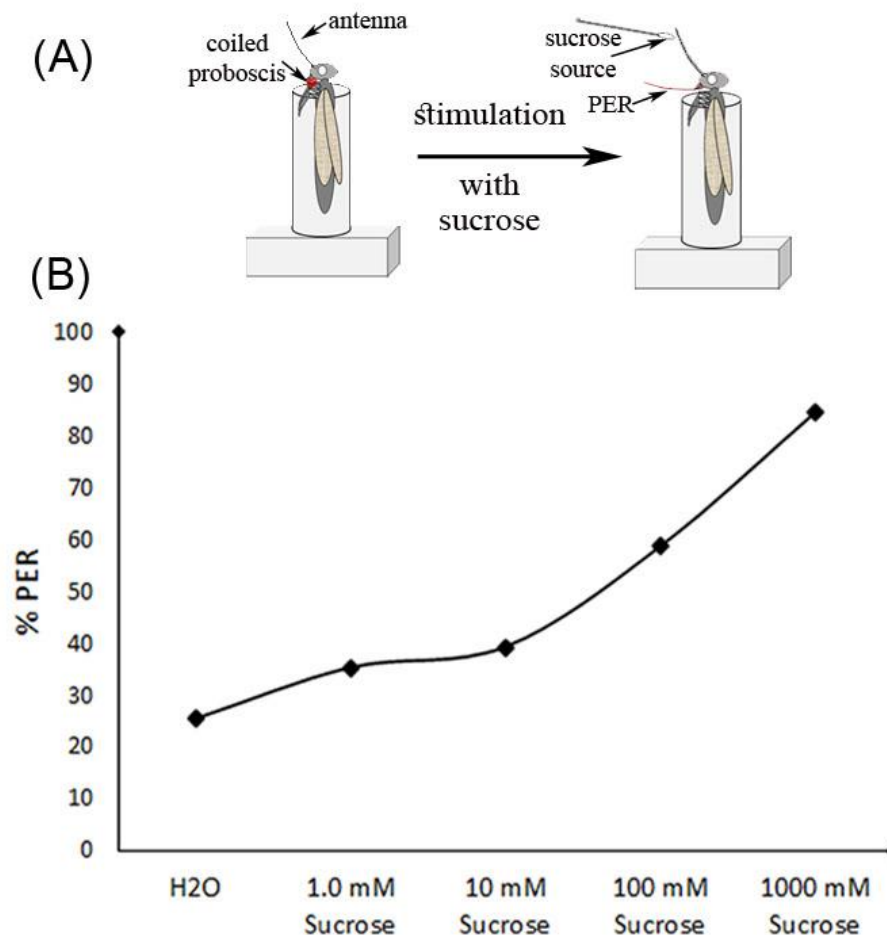 (A)
antenna
coiled
proboscis
stimulation
with
sucrose
sucrose
source
PER
(B)
% PER
100
90
80
70
60
50
40
30
20
10
0
H2O
1.0 mM
Sucrose
10 mM
Sucrose
100 mM
Sucrose
1000 mM
Sucrose